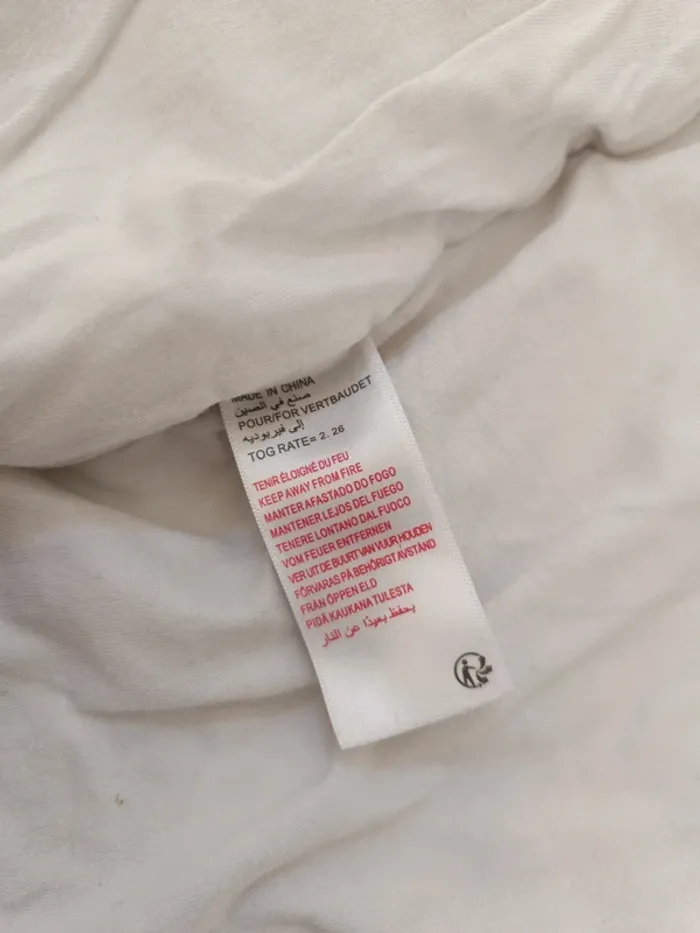 MADE IN CHINA
صنع في الصين
POUR/FOR VERTBAUDET
إلى فيربوديه
TOG RATE= 2. 26
TENIR ÉLOIGNÉ DU FEU
KEEP AWAY FROM FIRE
MANTER AFASTADO DO FOGO
MANTENER LEJOS DEL FUEGO
TENERE LONTANO DAL FUOCO
VOM FEUER ENTFERNEN
VER UIT DE BUURT VAN VUUR HOUDEN
FÖRVARAS PÅ BEHÖRIGT AVSTÅND
FRÅN ÖPPEN ELD
PIDÄ KAUKANA TULESTA
يحفظ بعيدًا عن النار